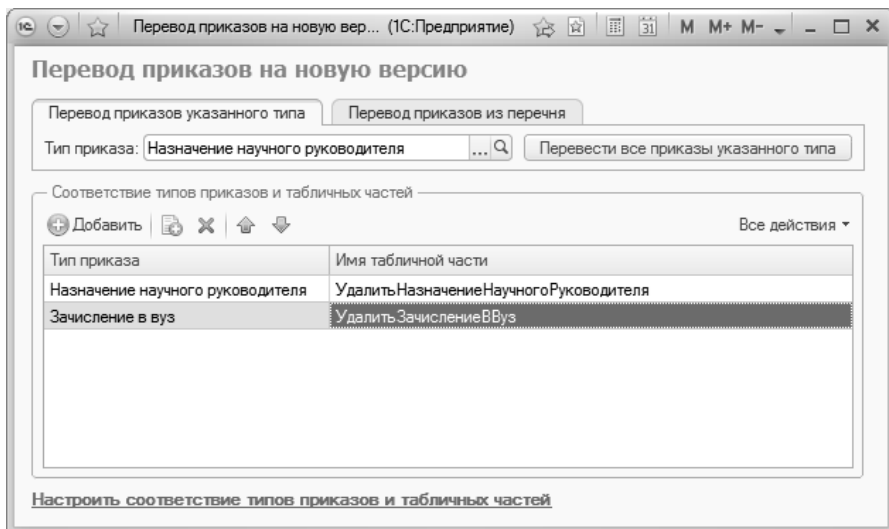 1С Перевод приказов на новую вер... (1С:Предприятие) 31 M M+ M-
Перевод приказов на новую версию
Перевод приказов указанного типа Перевод приказов из перечня
Тип приказа: Назначение научного руководителя ... Перевести все приказы указанного типа
Соответствие типов приказов и табличных частей
Добавить Все действия
Тип приказа Имя табличной части
Назначение научного руководителя УдалитьНазначениеНаучногоРуководителя
Зачисление в вуз УдалитьЗачислениеВВуз
Настроить соответствие типов приказов и табличных частей